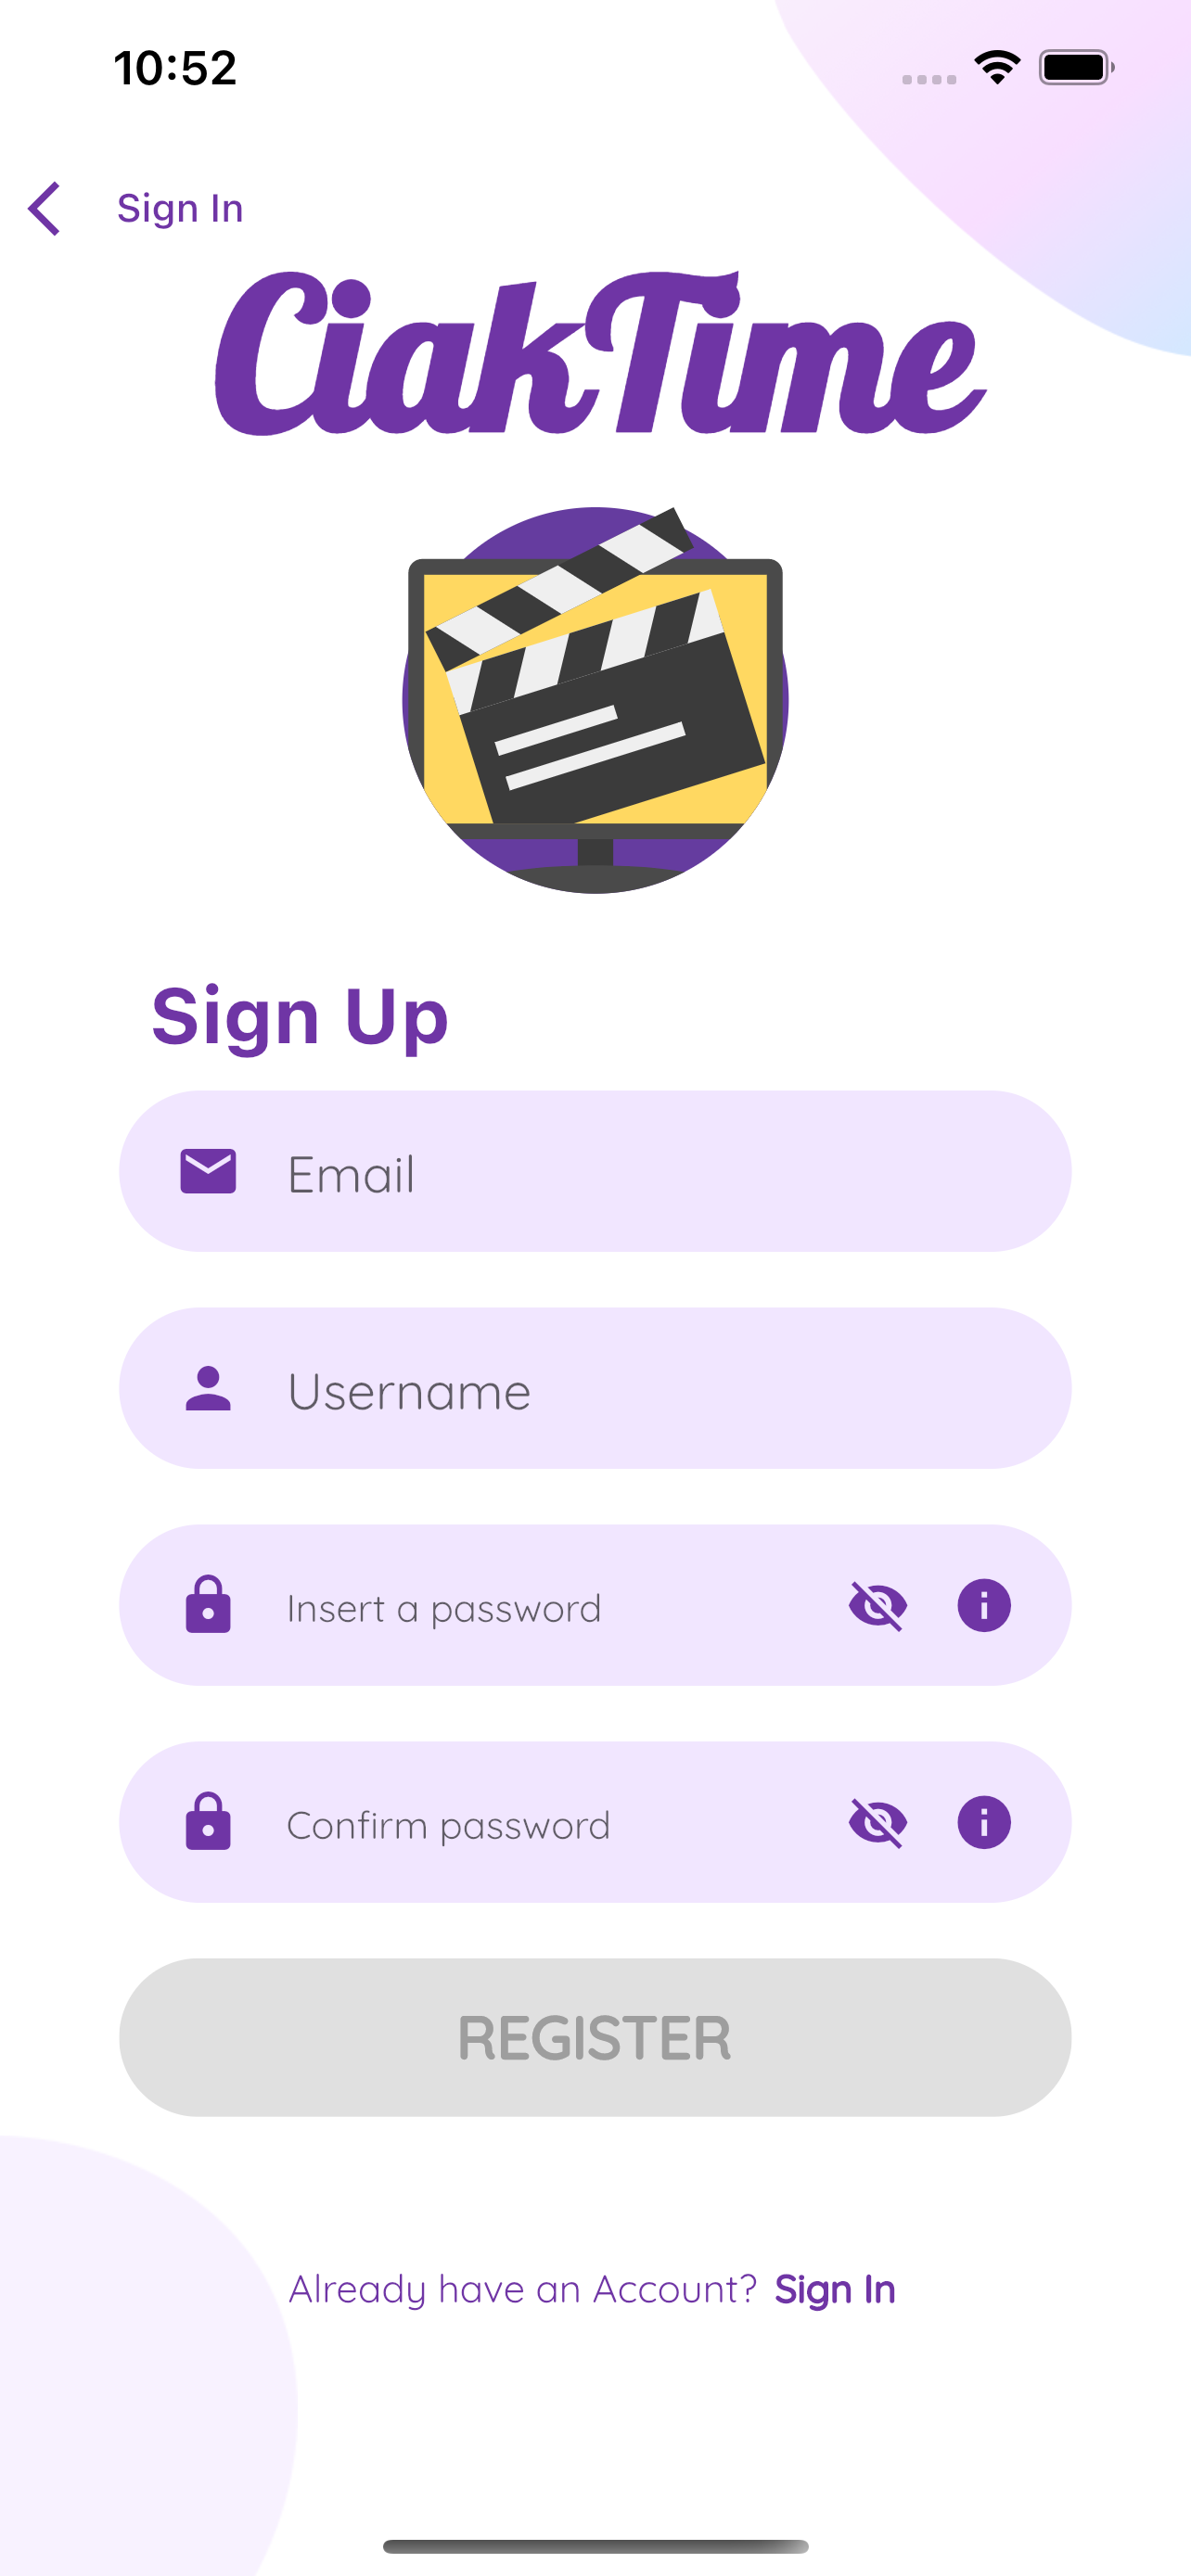 10:52
Sign In
CiakTime
Sign Up
Email
Username
Insert a password
Confirm password
REGISTER
Already have an Account? Sign In